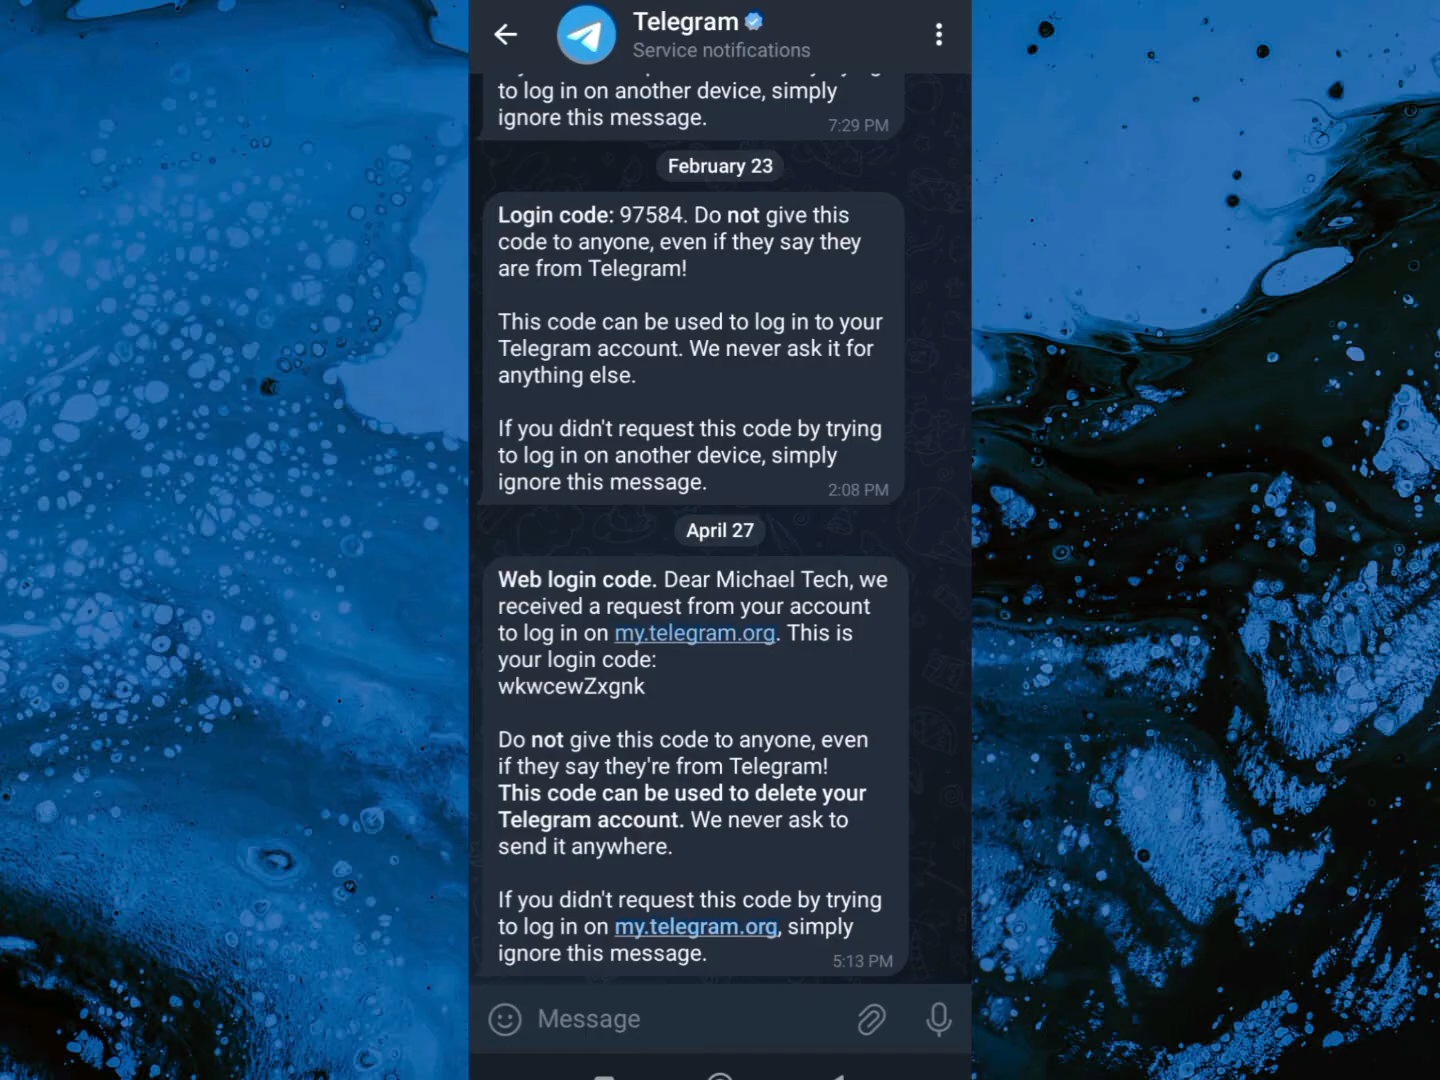 Telegram
Service notifications
to log in on another device, simply
ignore this message.
7:29 PM
February 23
Login code: 97584. Do not give this
code to anyone, even if they say they
are from Telegram!
This code can be used to log in to your
Telegram account. We never ask it for
anything else.
If you didn't request this code by trying
to log in on another device, simply
ignore this message.
2:08 PM
April 27
Web login code. Dear Michael Tech, we
received a request from your account
to log in on my.telegram.org. This is
your login code:
wkwcewZxgnk
Do not give this code to anyone, even
if they say they're from Telegram!
This code can be used to delete your
Telegram account. We never ask to
send it anywhere.
If you didn't request this code by trying
to log in on my.telegram.org, simply
ignore this message.
5:13 PM
Message